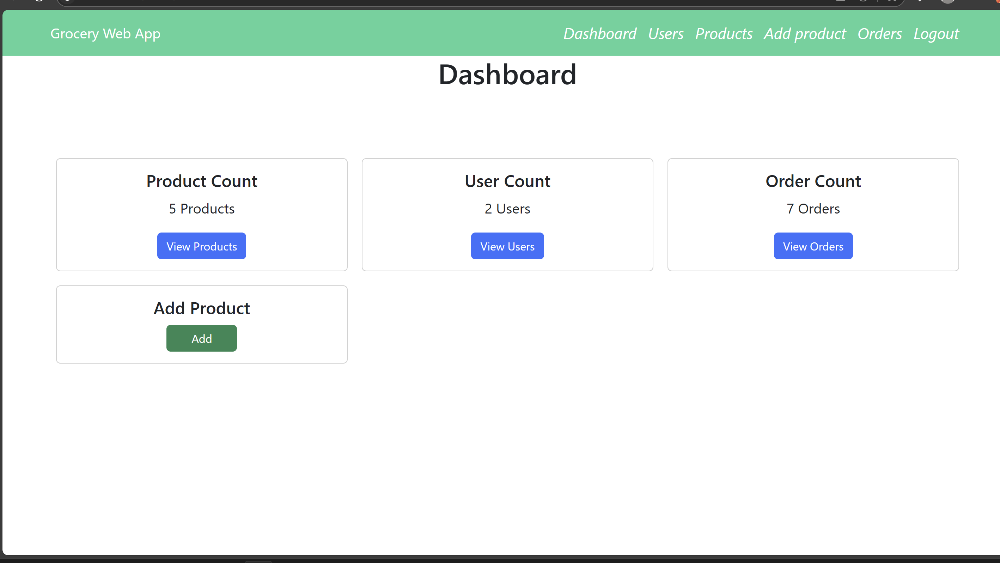 Grocery Web App
Dashboard Users Products Add product Orders Logout
Dashboard
Product Count
5 Products
View Products
User Count
2 Users
View Users
Order Count
7 Orders
View Orders
Add Product
Add